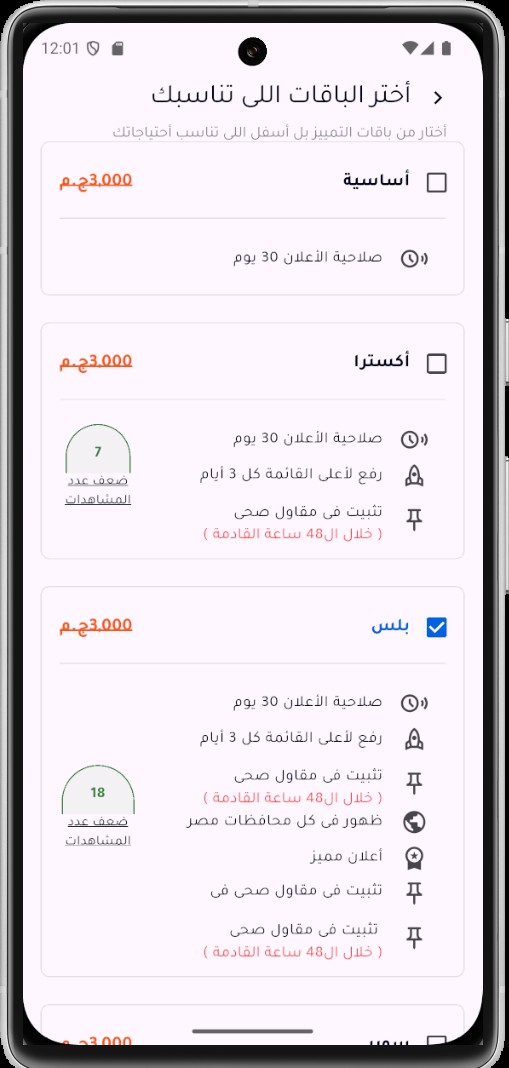 12:01
أختر الباقات اللى تناسبك
أختار من باقات التمييز بل أسفل اللى تناسب أحتياجاتك
أساسية
3,000ج.م
صلاحية الأعلان 30 يوم
أكسترا
3,000ج.م
صلاحية الأعلان 30 يوم
رفع لأعلى القائمة كل 3 أيام
تثبيت فى مقاول صحى
( خلال ال48 ساعة القادمة )
7
ضعف عدد
المشاهدات
بلس
3,000ج.م
صلاحية الأعلان 30 يوم
رفع لأعلى القائمة كل 3 أيام
تثبيت فى مقاول صحى
( خلال ال48 ساعة القادمة )
ظهور فى كل محافظات مصر
أعلان مميز
تثبيت فى مقاول صحى فى
تثبيت فى مقاول صحى
( خلال ال48 ساعة القادمة )
18
ضعف عدد
المشاهدات
سوبر
3,000ج.م